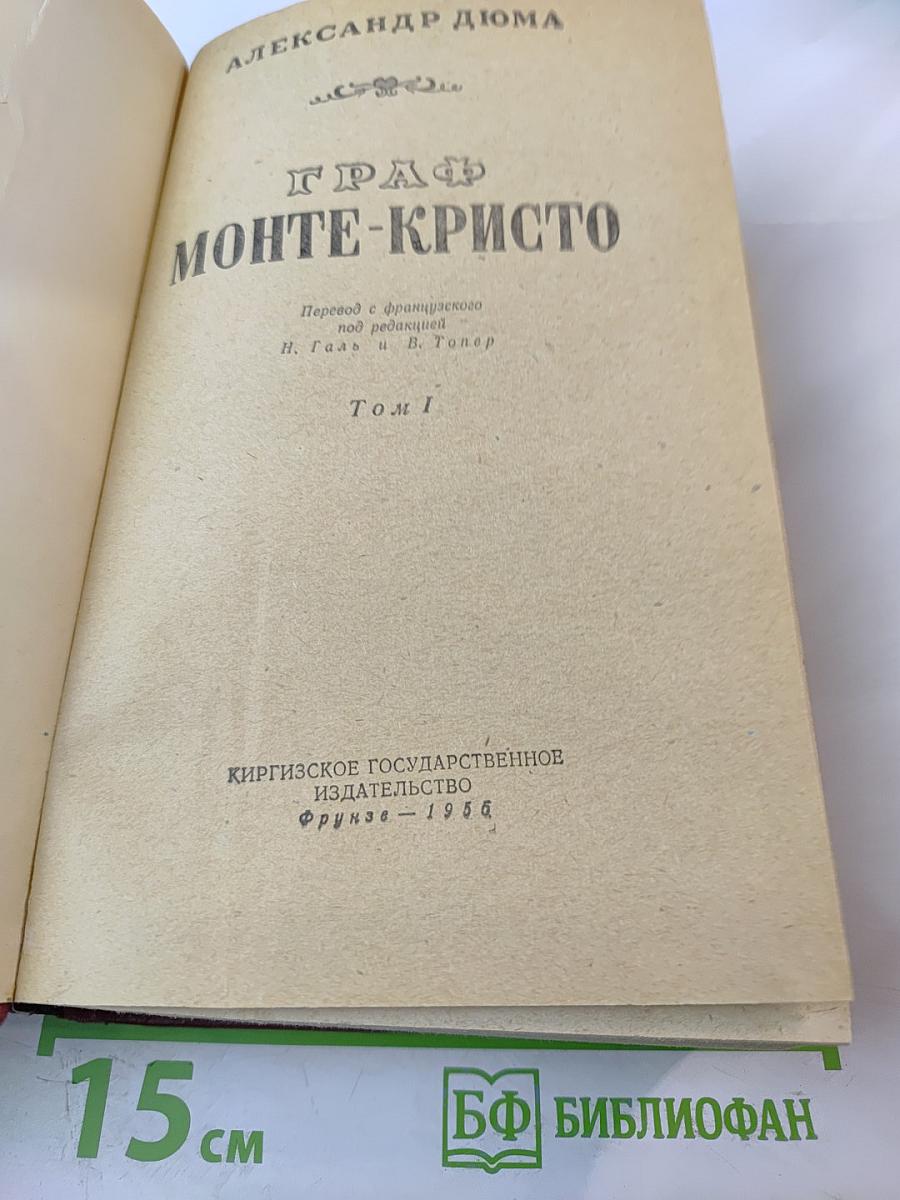 АЛЕКСАНДР ДЮМА
ГРАФ
МОНТЕ-КРИСТО
Перевод с французского
под редакцией
Н. Галь и В. Топер
Том I
КИРГИЗСКОЕ ГОСУДАРСТВЕННОЕ
ИЗДАТЕЛЬСТВО
Фрунзе — 1956
15 см
БФ БИБЛИОФАН